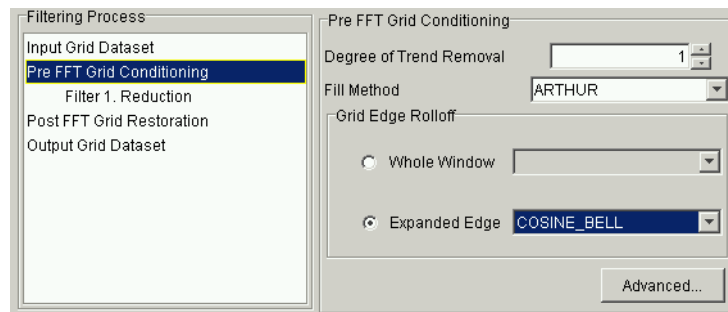 Filtering Process
Input Grid Dataset
Pre FFT Grid Conditioning
Filter 1. Reduction
Post FFT Grid Restoration
Output Grid Dataset
Pre FFT Grid Conditioning
Degree of Trend Removal 1
Fill Method ARTHUR
Grid Edge Rolloff
Whole Window
Expanded Edge COSINE_BELL
Advanced...